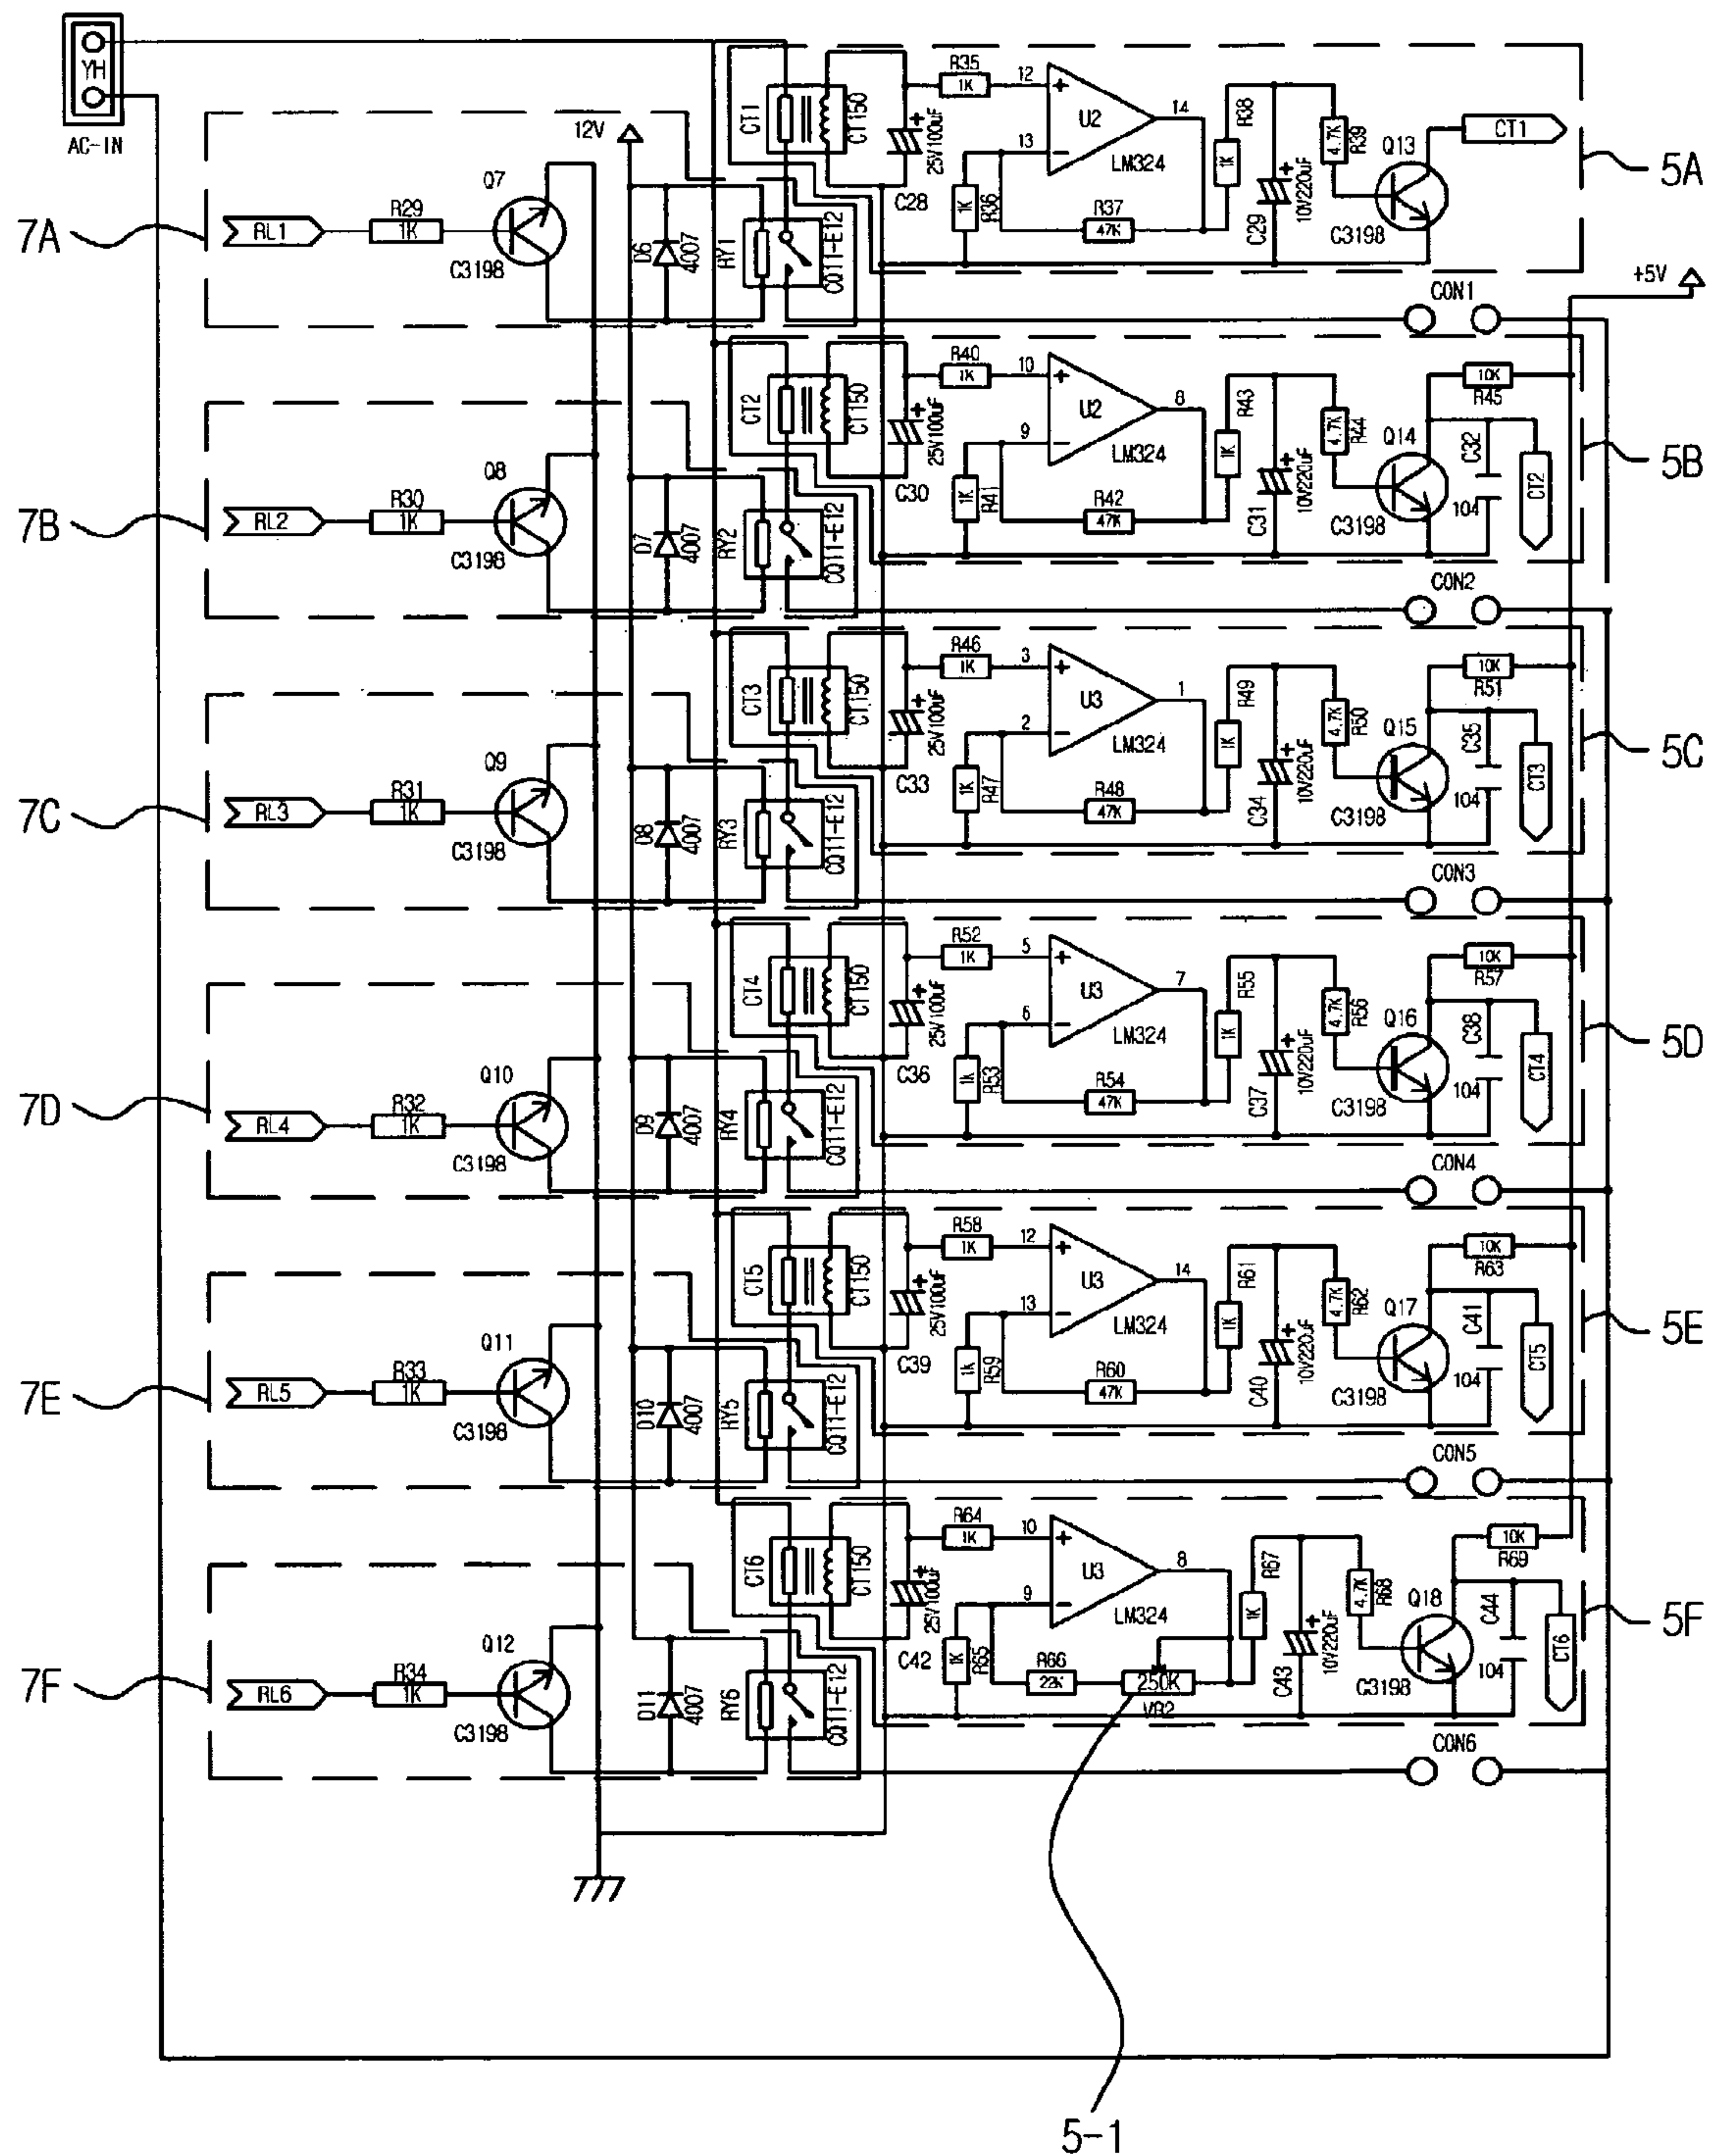 YH
AC-IN
12V
CT1
CT150
25V100uF
C28
R35
1K
12
13
14
U2
LM324
1K
R36
R37
47K
R38
1K
C29
10V220uF
4.7K
R39
Q13
C3198
CT1
5A
7A
RL1
R29
1K
Q7
C3198
D6
4007
RY1
CQ11-E12
+5V
CON1
CT2
CT150
25V100uF
C30
R40
1K
10
9
8
U2
LM324
1K
R41
R42
47K
R43
1K
C31
10V220uF
4.7K
R44
Q14
C3198
10K
R45
C32
104
CT2
5B
7B
RL2
R30
1K
Q8
C3198
D7
4007
RY2
CQ11-E12
CON2
CT3
CT150
25V100uF
C33
R46
1K
3
2
1
U3
LM324
1K
R47
R48
47K
R49
1K
C34
10V220uF
4.7K
R50
Q15
C3198
10K
R51
C35
104
CT3
5C
7C
RL3
R31
1K
Q9
C3198
D8
4007
RY3
CQ11-E12
CON3
CT4
CT150
25V100uF
C36
R52
1K
5
6
7
U3
LM324
1k
R53
R54
47K
R55
1K
C37
10V220uF
4.7K
R56
Q16
C3198
10K
R57
C38
104
CT4
5D
7D
RL4
R32
1K
Q10
C3198
D9
4007
RY4
CQ11-E12
CON4
CT5
CT150
25V100uF
C39
R58
1K
12
13
14
U3
LM324
1k
R59
R60
47K
R61
1K
C40
10V220uF
4.7K
R62
Q17
C3198
10K
R63
C41
104
CT5
5E
7E
RL5
R33
1K
Q11
C3198
D10
4007
RY5
CQ11-E12
CON5
CT6
CT150
25V100uF
C42
R64
1K
10
9
8
U3
LM324
1K
R65
R66
22K
250K
VR2
R67
1K
C43
10V220uF
4.7K
R68
Q18
C3198
10K
R69
C44
104
CT6
5F
7F
RL6
R34
1K
Q12
C3198
D11
4007
RY6
CQ11-E12
CON6
5-1